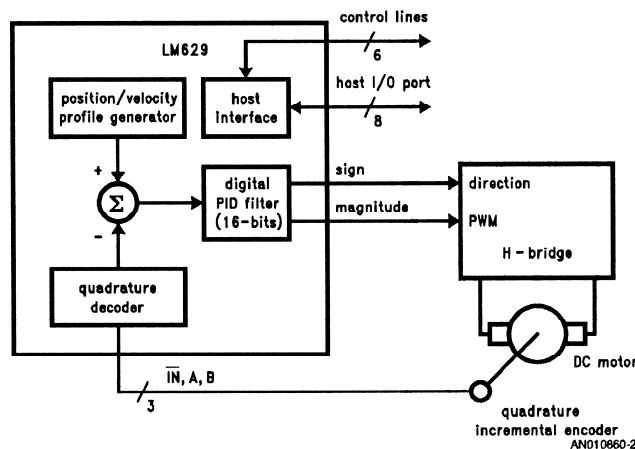 control lines
6
LM629
host I/O port
8
position/velocity
profile generator
host
interface
+
Σ
−
digital
PID filter
(16-bits)
sign
magnitude
direction
PWM
H-bridge
quadrature
decoder
DC motor
IN, A, B
3
quadrature
incremental encoder
AN010860-2